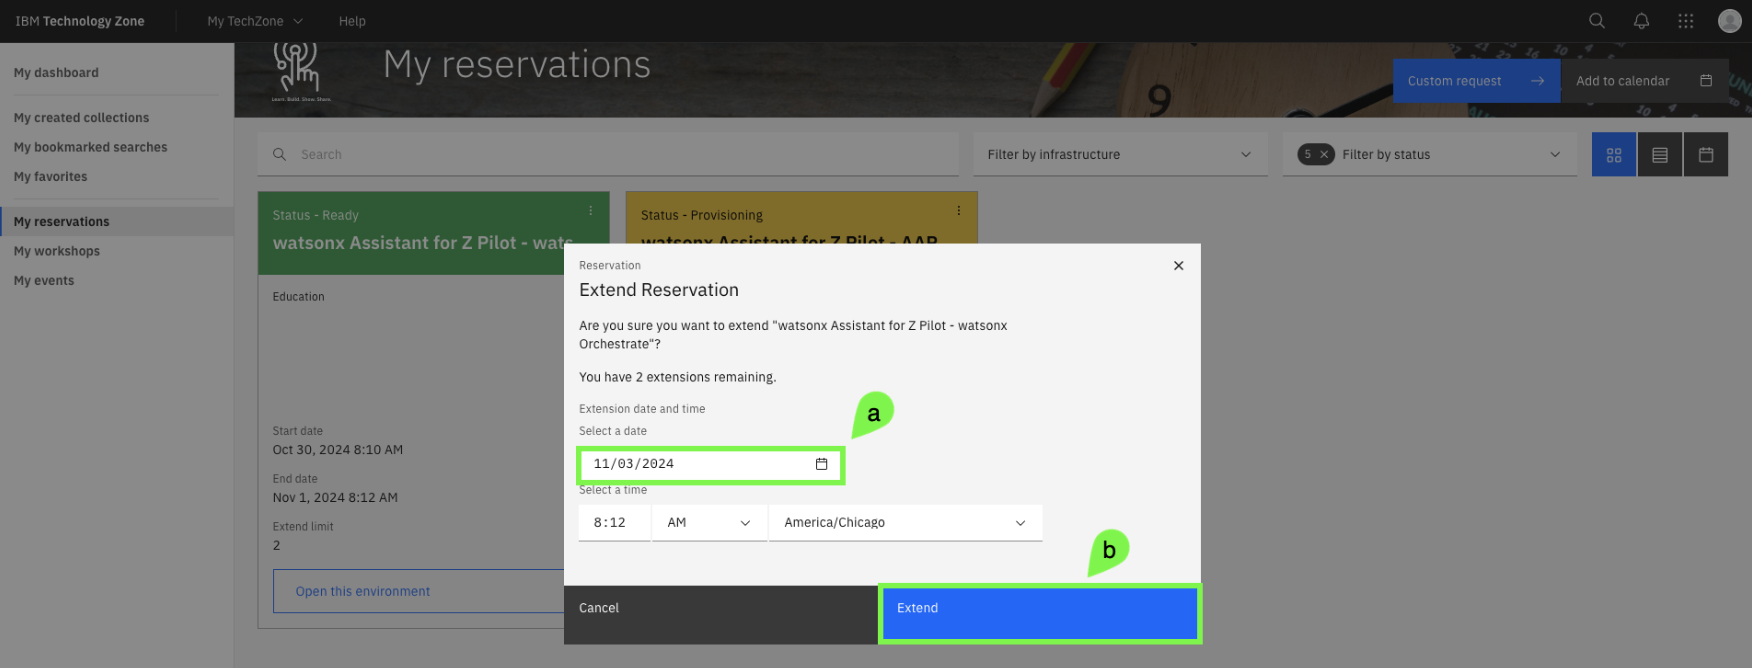 IBM Technology Zone
My TechZone
Help
My dashboard
My created collections
My bookmarked searches
My favorites
My reservations
My workshops
My events
Learn. Build. Show. Share.
My reservations
9
Custom request
Add to calendar
Search
Filter by infrastructure
5
Filter by status
Status - Ready
watsonx Assistant for Z Pilot - wats
Education
Start date
Oct 30, 2024 8:10 AM
End date
Nov 1, 2024 8:12 AM
Extend limit
2
Open this environment
Status - Provisioning
watsonx Assistant for Z Pilot - AAP
Reservation
Extend Reservation
Are you sure you want to extend "watsonx Assistant for Z Pilot - watsonx
Orchestrate"?
You have 2 extensions remaining.
Extension date and time
Select a date
a
11/03/2024
Select a time
8:12
AM
America/Chicago
b
Cancel
Extend